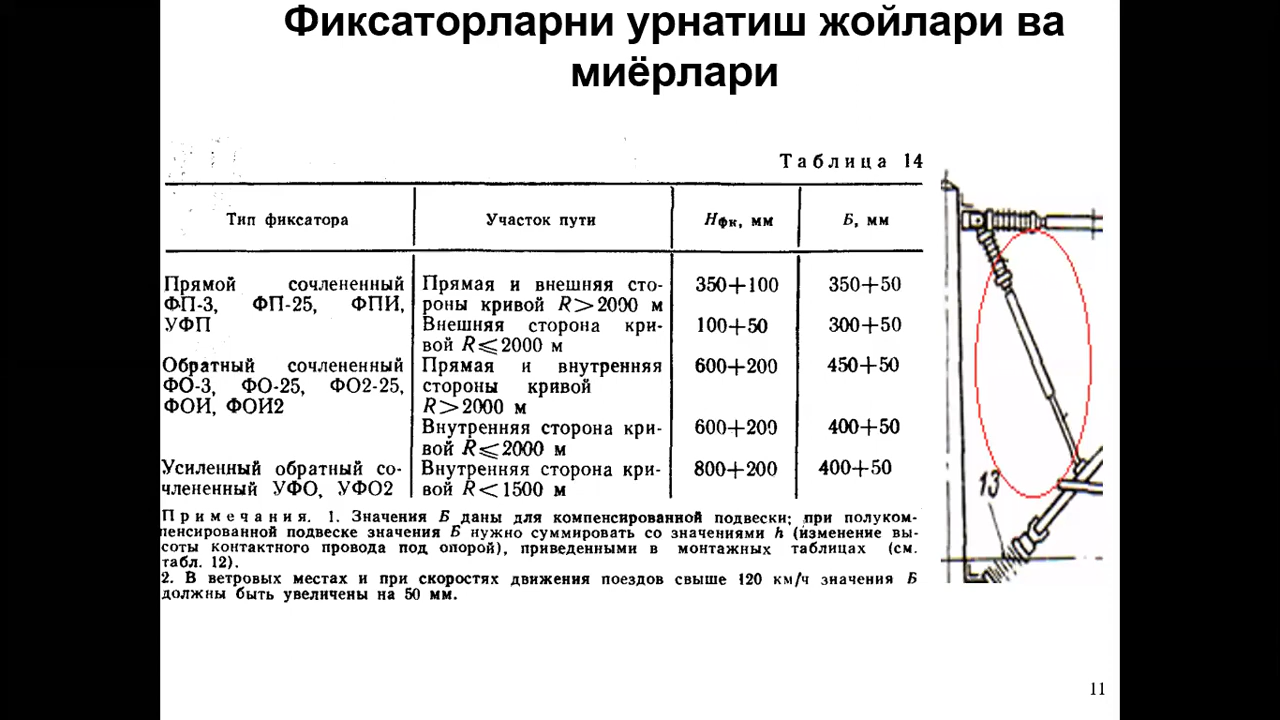 Фиксаторларни урнатиш жойлари ва
миёрлари
Таблица 14
Тип фиксатора
Участок пути
Hфк, мм
Б, мм
Прямой сочлененный
ФП-3, ФП-25, ФПИ,
УФП
Прямая и внешняя сто-
роны кривой R>2000 м
350+100
350+50
Внешняя сторона кри-
вой R⩽2000 м
100+50
300+50
Обратный сочлененный
ФО-3, ФО-25, ФО2-25,
ФОИ, ФОИ2
Прямая и внутренняя
стороны кривой
R>2000 м
600+200
450+50
Внутренняя сторона кри-
вой R⩽2000 м
600+200
400+50
Усиленный обратный со-
члененный УФО, УФО2
Внутренняя сторона кри-
вой R<1500 м
800+200
400+50
Примечания. 1. Значения Б даны для компенсированной подвески; при полуком-
пенсированной подвеске значения Б нужно суммировать со значениями h (изменение вы-
соты контактного провода под опорой), приведенными в монтажных таблицах (см.
табл. 12).
2. В ветровых местах и при скоростях движения поездов свыше 120 км/ч значения Б
должны быть увеличены на 50 мм.
13
11